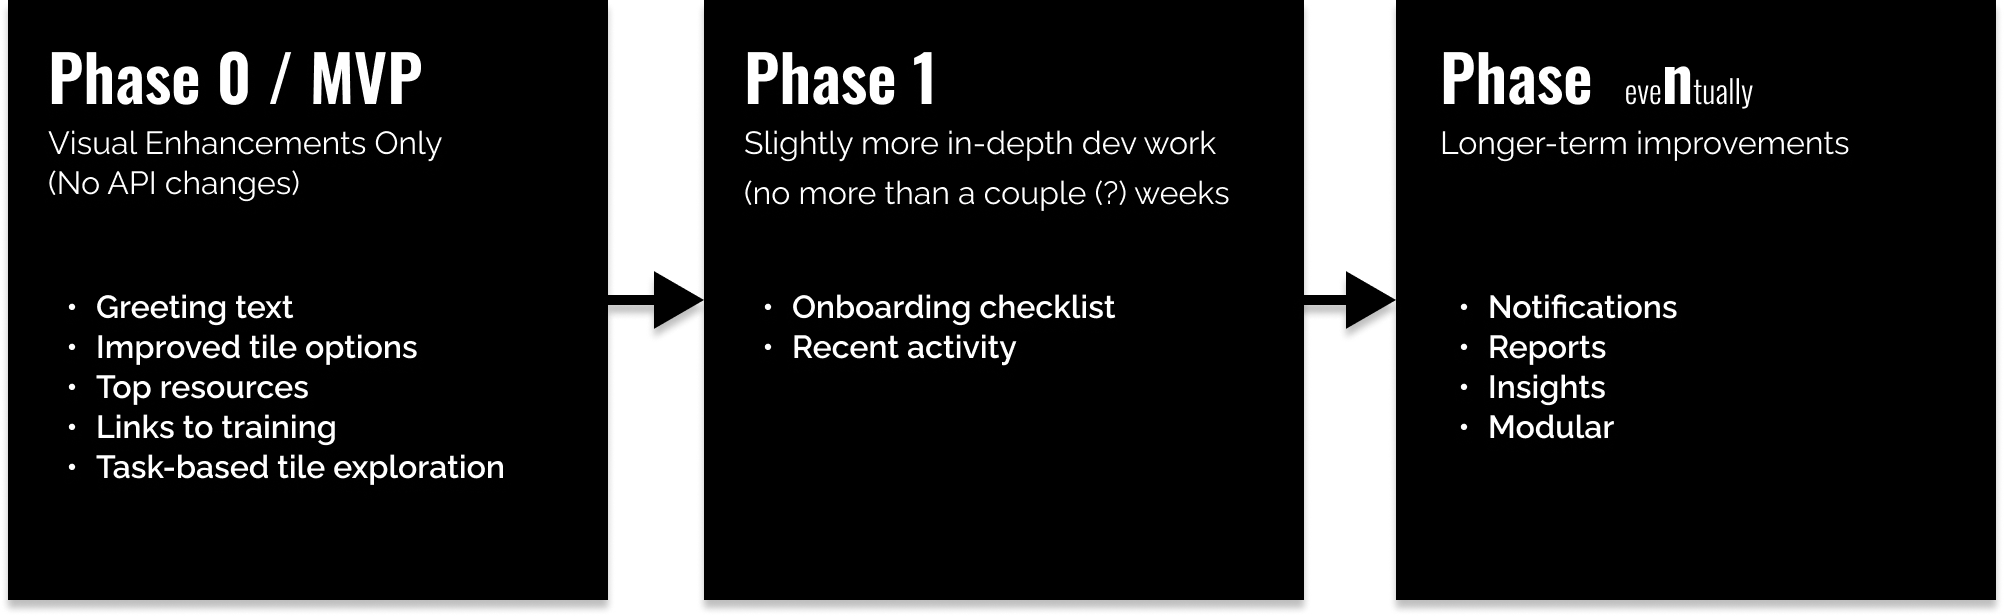 Phase 0 / MVP
Visual Enhancements Only
(No API changes)
• Greeting text
• Improved tile options
• Top resources
• Links to training
• Task-based tile exploration
Phase 1
Slightly more in-depth dev work
(no more than a couple (?) weeks
• Onboarding checklist
• Recent activity
Phase eventually
Longer-term improvements
• Notifications
• Reports
• Insights
• Modular